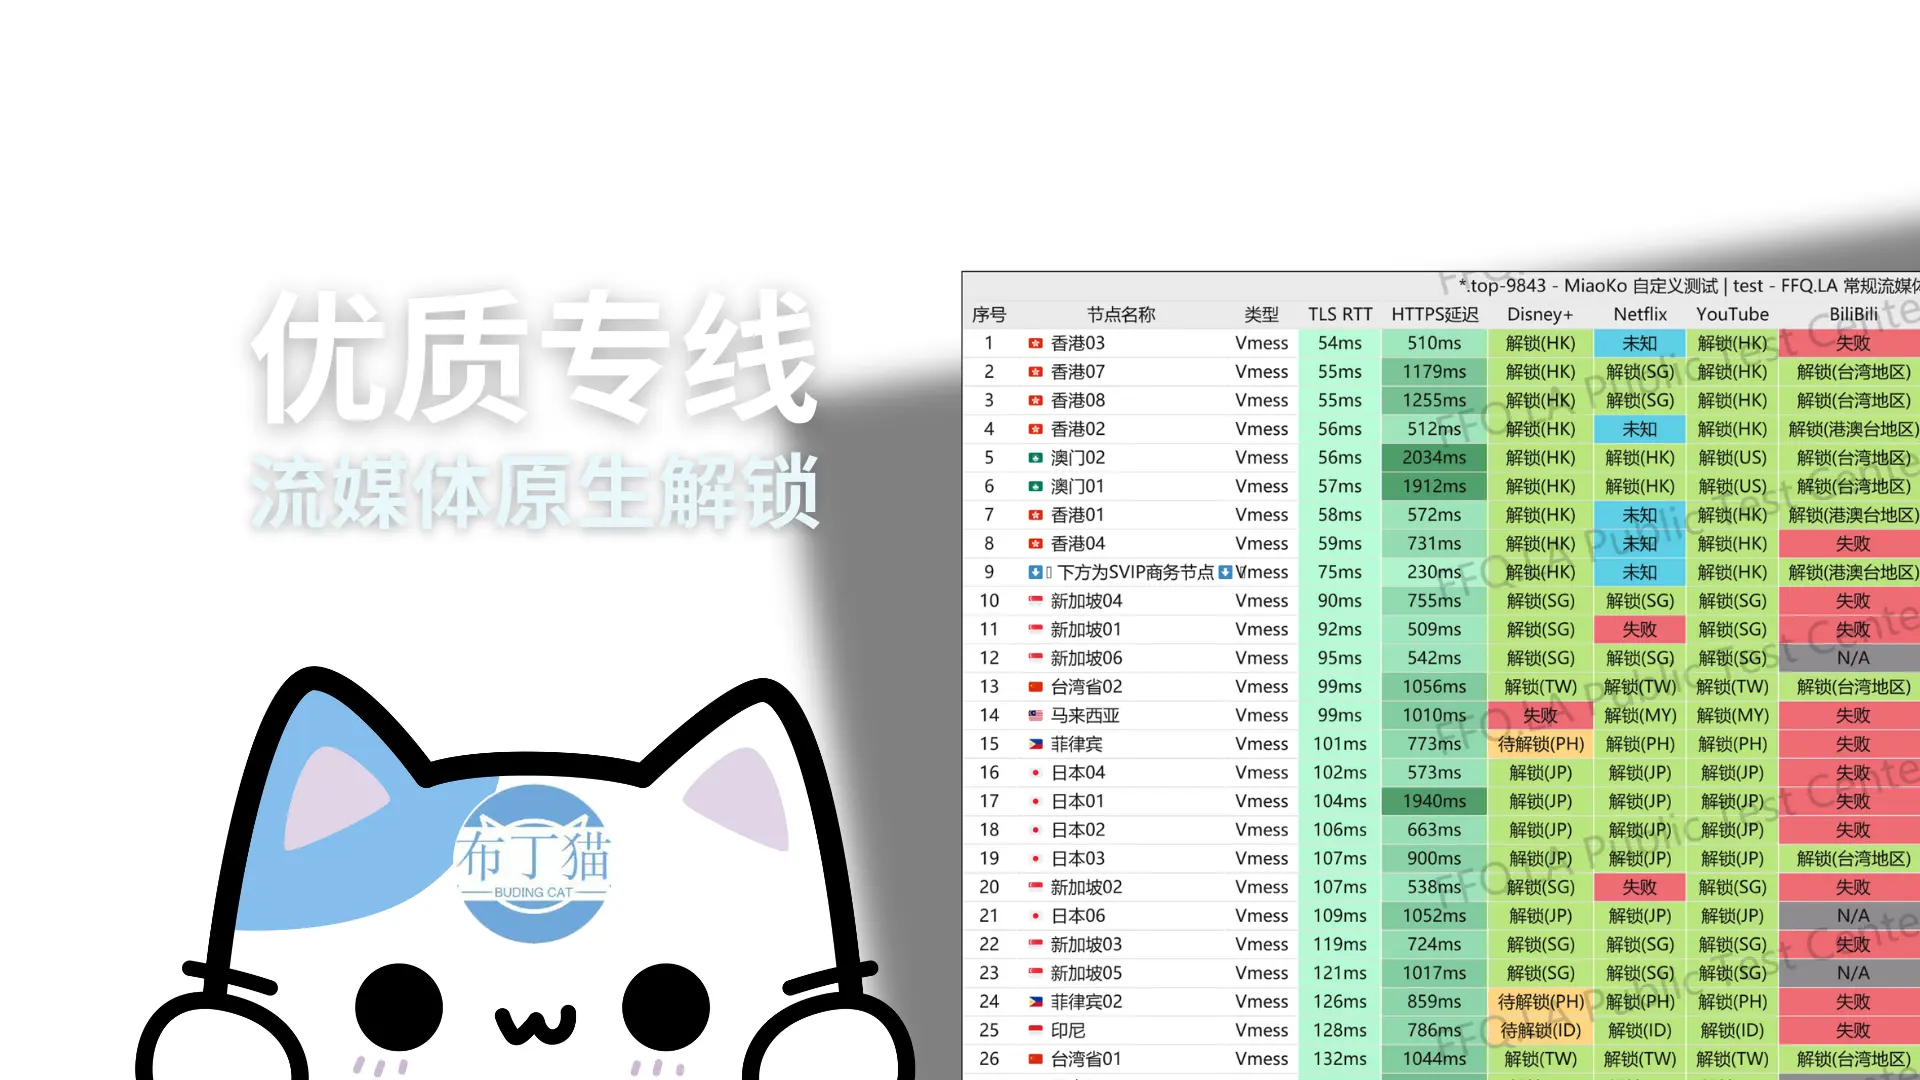 优质专线
流媒体原生解锁
布丁猫
BUDING CAT
*.top-9843 - MiaoKo 自定义测试 | test - FFQ.LA 常规流媒体
序号 节点名称 类型 TLS RTT HTTPS延迟 Disney+ Netflix YouTube BiliBili
1 香港03 Vmess 54ms 510ms 解锁(HK) 未知 解锁(HK) 失败
2 香港07 Vmess 55ms 1179ms 解锁(HK) 解锁(SG) 解锁(HK) 解锁(台湾地区)
3 香港08 Vmess 55ms 1255ms 解锁(HK) 解锁(SG) 解锁(HK) 解锁(台湾地区)
4 香港02 Vmess 56ms 512ms 解锁(HK) 未知 解锁(HK) 解锁(港澳台地区)
5 澳门02 Vmess 56ms 2034ms 解锁(HK) 解锁(HK) 解锁(US) 解锁(台湾地区)
6 澳门01 Vmess 57ms 1912ms 解锁(HK) 解锁(HK) 解锁(US) 解锁(台湾地区)
7 香港01 Vmess 58ms 572ms 解锁(HK) 未知 解锁(HK) 解锁(港澳台地区)
8 香港04 Vmess 59ms 731ms 解锁(HK) 未知 解锁(HK) 失败
9 下方为SVIP商务节点 Vmess 75ms 230ms 解锁(HK) 未知 解锁(HK) 解锁(港澳台地区)
10 新加坡04 Vmess 90ms 755ms 解锁(SG) 解锁(SG) 解锁(SG) 失败
11 新加坡01 Vmess 92ms 509ms 解锁(SG) 失败 解锁(SG) 失败
12 新加坡06 Vmess 95ms 542ms 解锁(SG) 解锁(SG) 解锁(SG) N/A
13 台湾省02 Vmess 99ms 1056ms 解锁(TW) 解锁(TW) 解锁(TW) 解锁(台湾地区)
14 马来西亚 Vmess 99ms 1010ms 失败 解锁(MY) 解锁(MY) 失败
15 菲律宾 Vmess 101ms 773ms 待解锁(PH) 解锁(PH) 解锁(PH) 失败
16 日本04 Vmess 102ms 573ms 解锁(JP) 解锁(JP) 解锁(JP) 失败
17 日本01 Vmess 104ms 1940ms 解锁(JP) 解锁(JP) 解锁(JP) 失败
18 日本02 Vmess 106ms 663ms 解锁(JP) 解锁(JP) 解锁(JP) 失败
19 日本03 Vmess 107ms 900ms 解锁(JP) 解锁(JP) 解锁(JP) 解锁(台湾地区)
20 新加坡02 Vmess 107ms 538ms 解锁(SG) 失败 解锁(SG) 失败
21 日本06 Vmess 109ms 1052ms 解锁(JP) 解锁(JP) 解锁(JP) N/A
22 新加坡03 Vmess 119ms 724ms 解锁(SG) 解锁(SG) 解锁(SG) 失败
23 新加坡05 Vmess 121ms 1017ms 解锁(SG) 解锁(SG) 解锁(SG) N/A
24 菲律宾02 Vmess 126ms 859ms 待解锁(PH) 解锁(PH) 解锁(PH) 失败
25 印尼 Vmess 128ms 786ms 待解锁(ID) 解锁(ID) 解锁(ID) 失败
26 台湾省01 Vmess 132ms 1044ms 解锁(TW) 解锁(TW) 解锁(TW) 解锁(台湾地区)